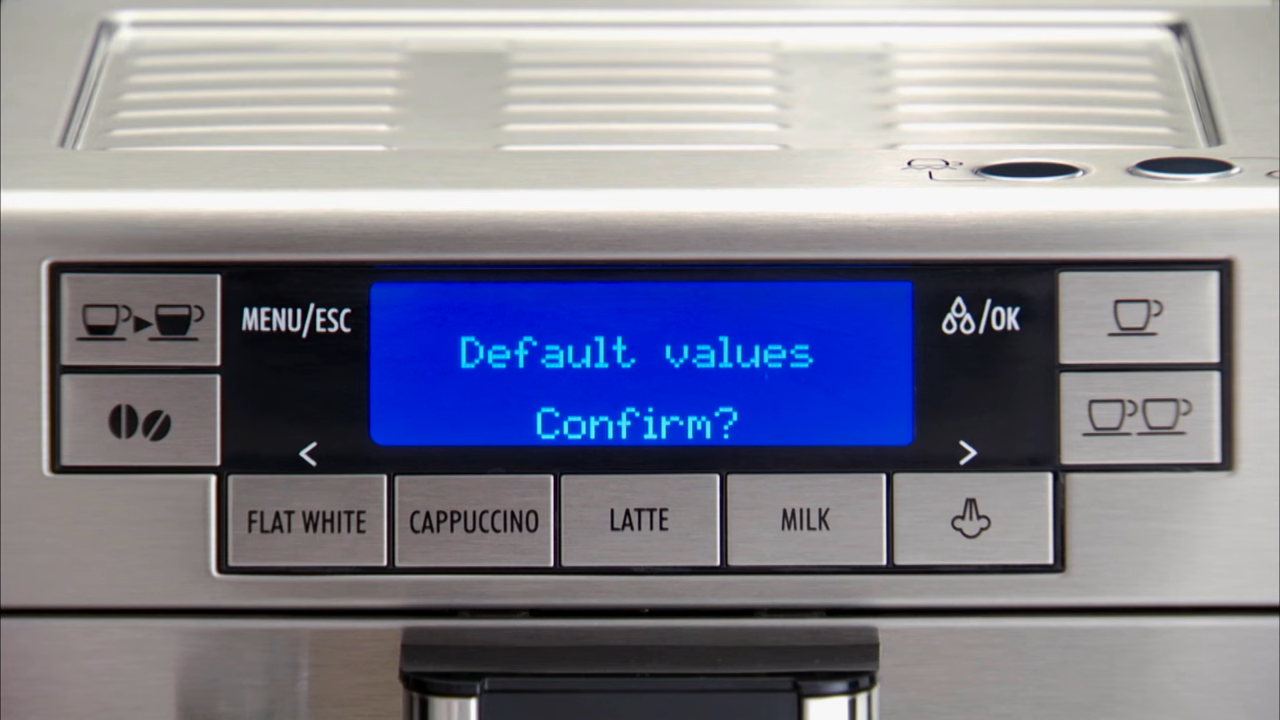 MENU/ESC
Default values
Confirm?
/OK
<
>
FLAT WHITE
CAPPUCCINO
LATTE
MILK